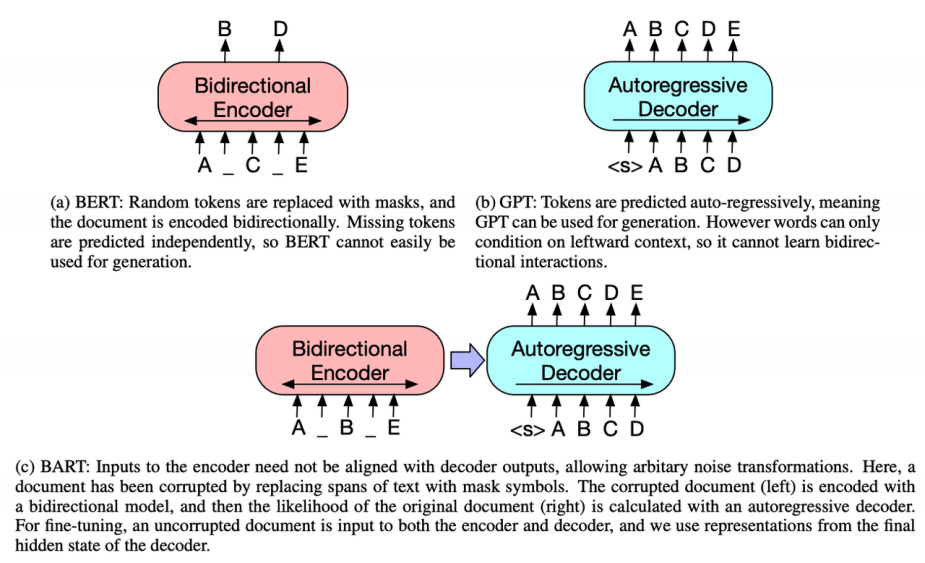 B D
Bidirectional
Encoder
A _ C _ E
A B C D E
Autoregressive
Decoder
<s> A B C D
(a) BERT: Random tokens are replaced with masks, and
the document is encoded bidirectionally. Missing tokens
are predicted independently, so BERT cannot easily be
used for generation.
(b) GPT: Tokens are predicted auto-regressively, meaning
GPT can be used for generation. However words can only
condition on leftward context, so it cannot learn bidirec-
tional interactions.
Bidirectional
Encoder
A _ B _ E
A B C D E
Autoregressive
Decoder
<s> A B C D
(c) BART: Inputs to the encoder need not be aligned with decoder outputs, allowing arbitary noise transformations. Here, a
document has been corrupted by replacing spans of text with mask symbols. The corrupted document (left) is encoded with
a bidirectional model, and then the likelihood of the original document (right) is calculated with an autoregressive decoder.
For fine-tuning, an uncorrupted document is input to both the encoder and decoder, and we use representations from the final
hidden state of the decoder.